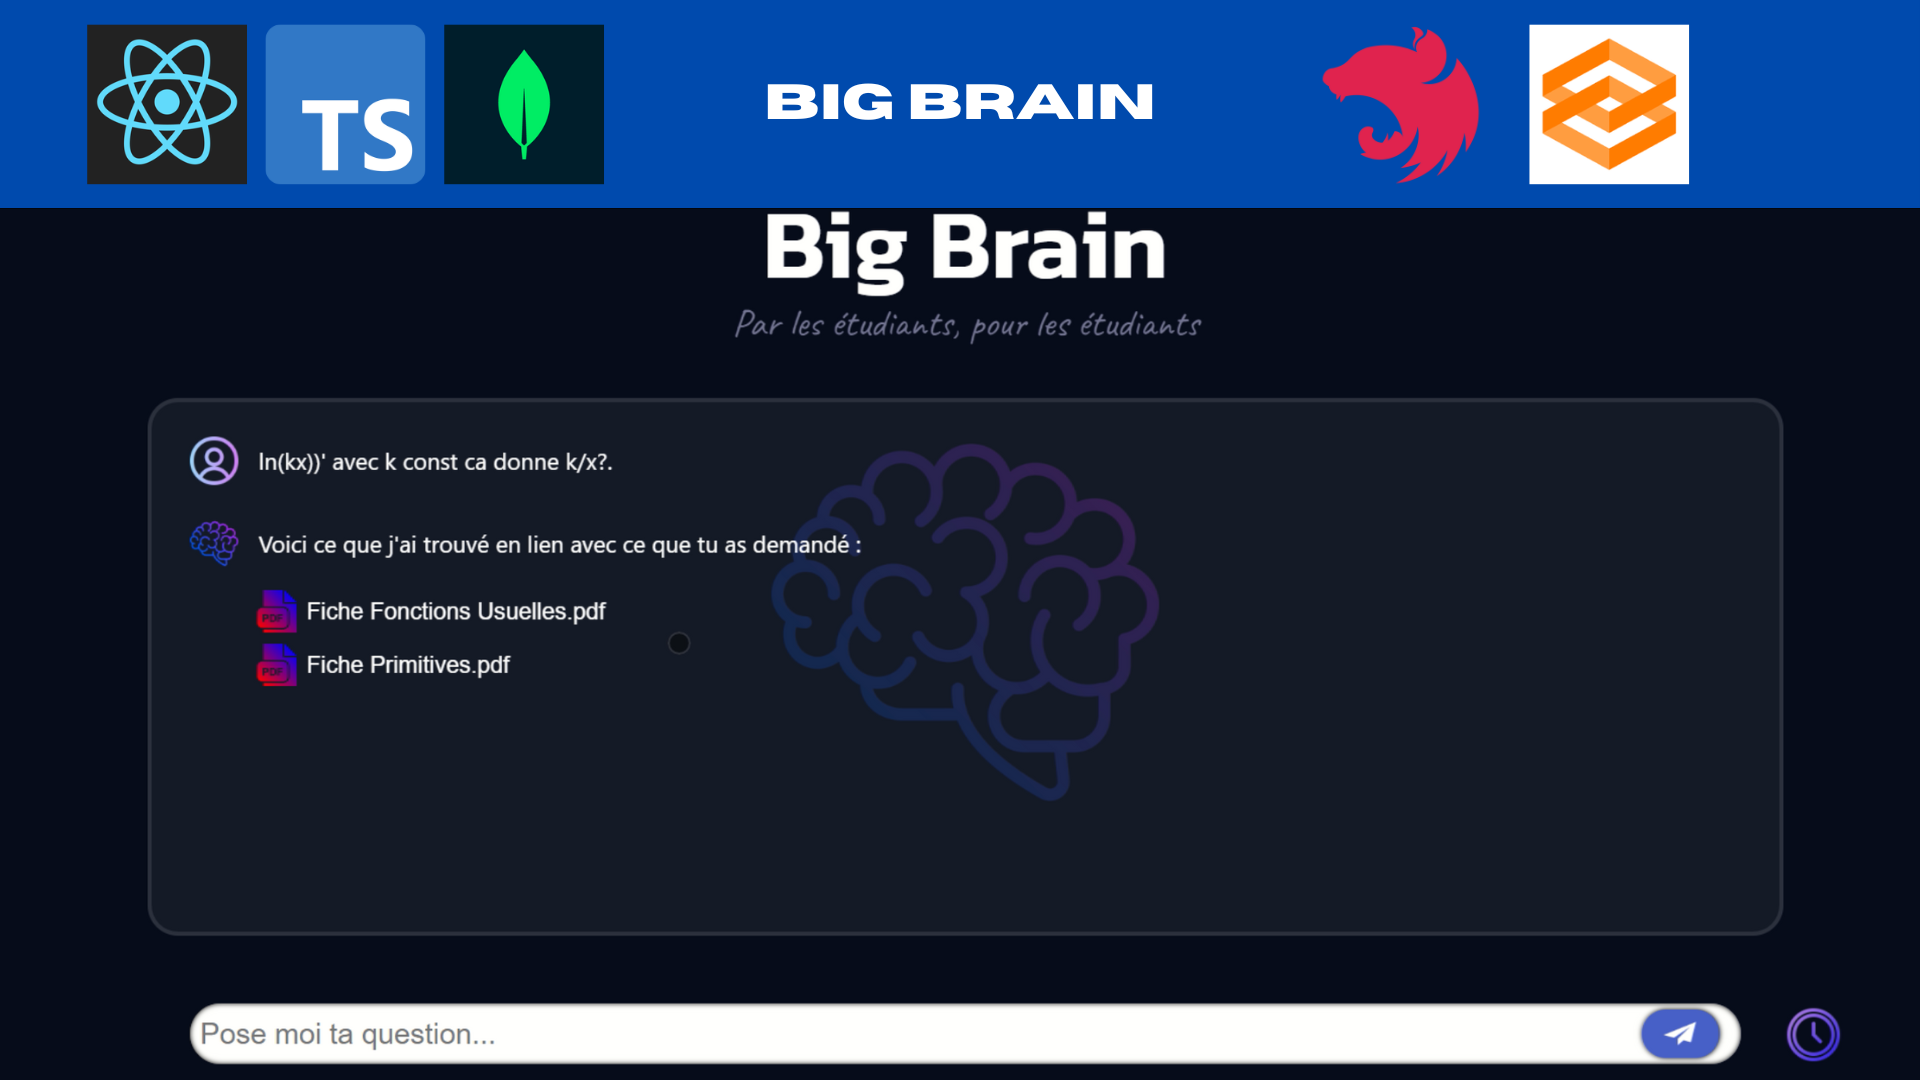 TS
BIG BRAIN
Big Brain
Par les étudiants, pour les étudiants
ln(kx))' avec k const ca donne k/x?.
Voici ce que j'ai trouvé en lien avec ce que tu as demandé :
PDF Fiche Fonctions Usuelles.pdf
PDF Fiche Primitives.pdf
Pose moi ta question...